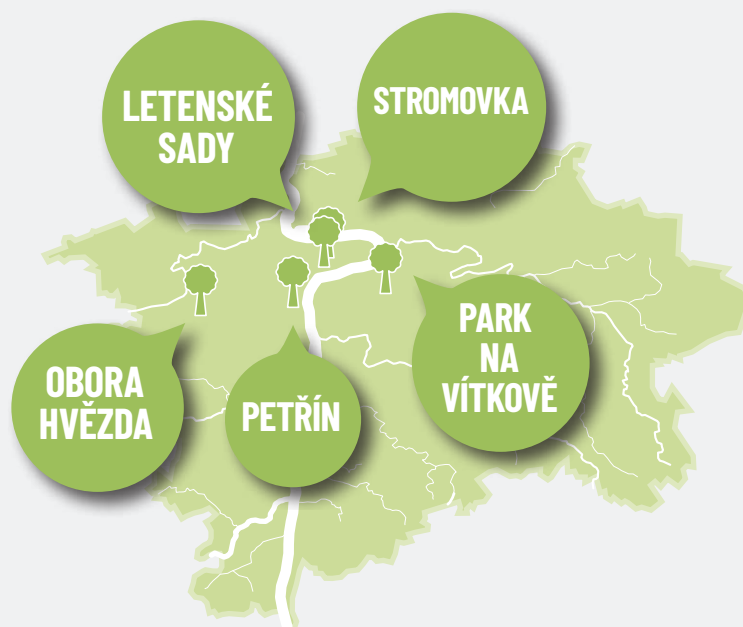 LETENSKÉ
SADY
STROMOVKA
PARK
NA
VÍTKOVĚ
OBORA
HVĚZDA
PETŘÍN